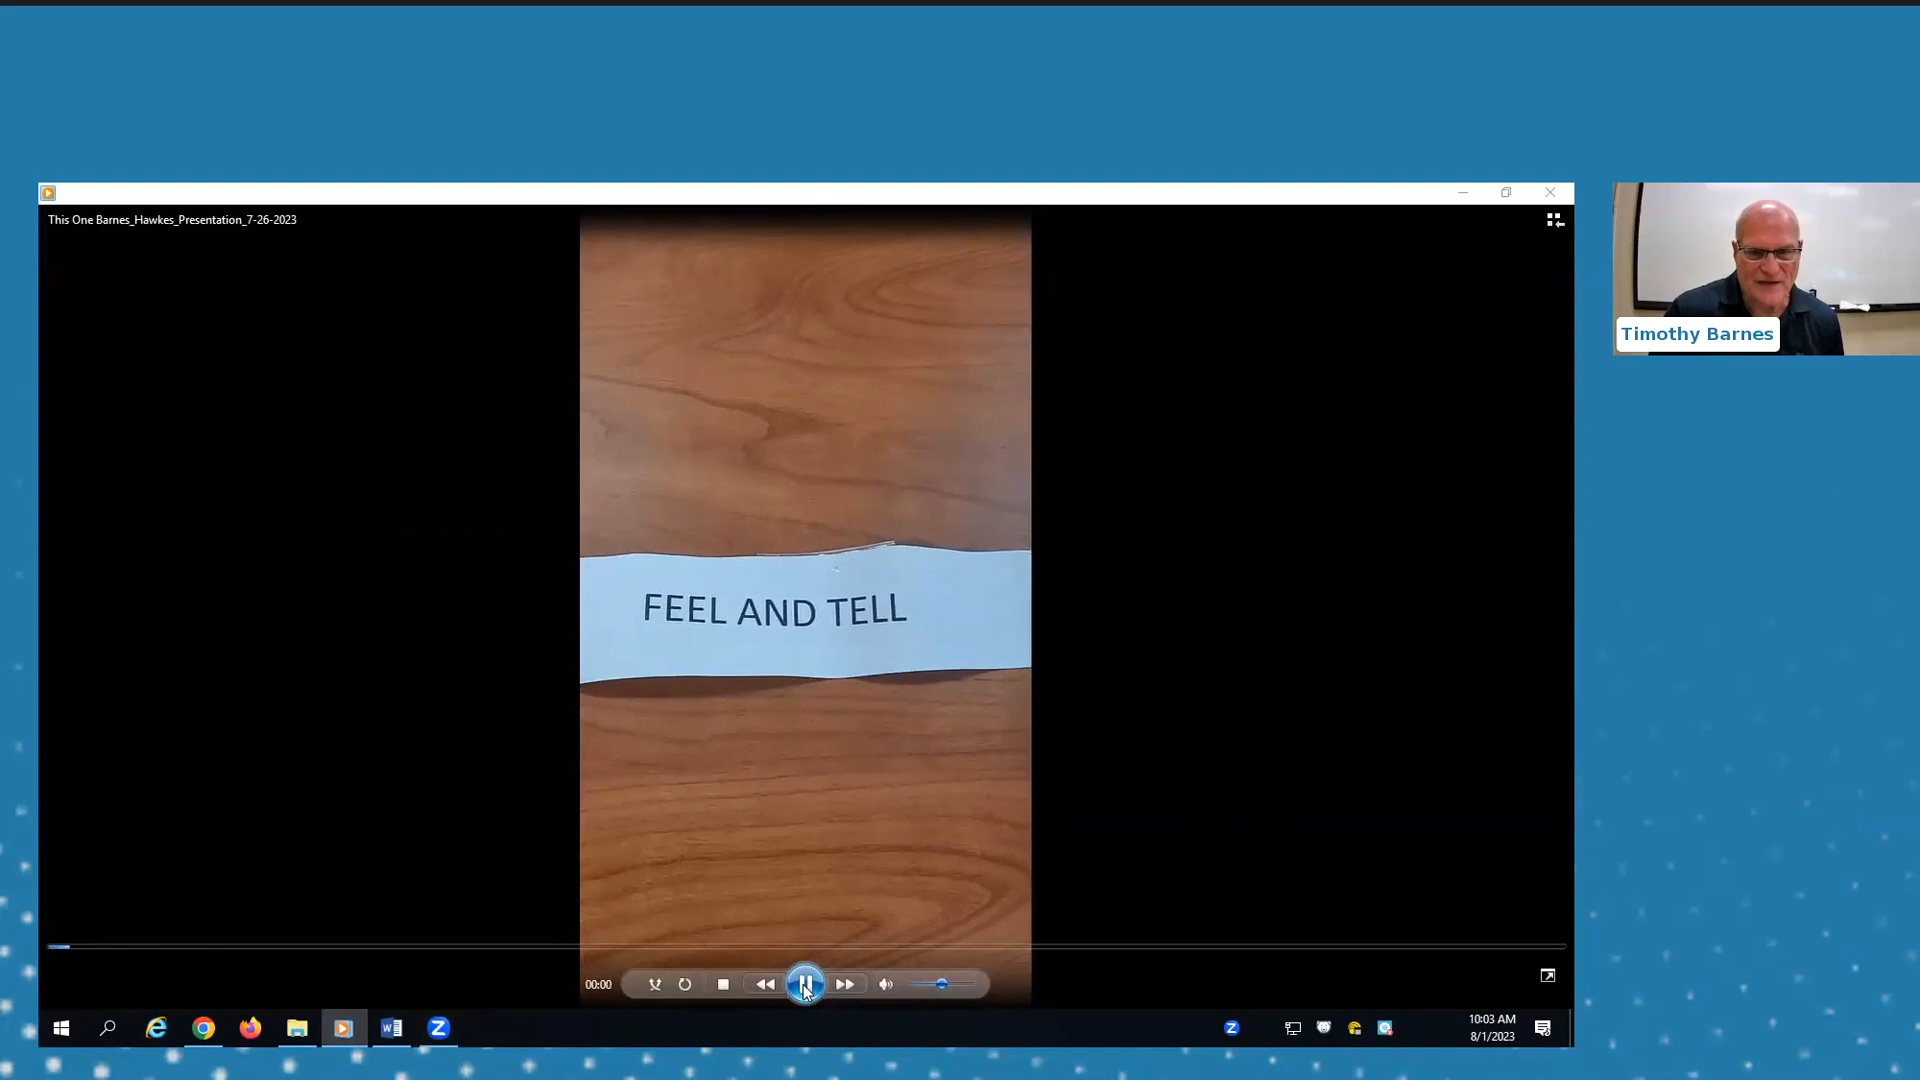 This One Barnes_Hawkes_Presentation_7-26-2023
Timothy Barnes
FEEL AND TELL
00:00
10:03 AM
8/1/2023